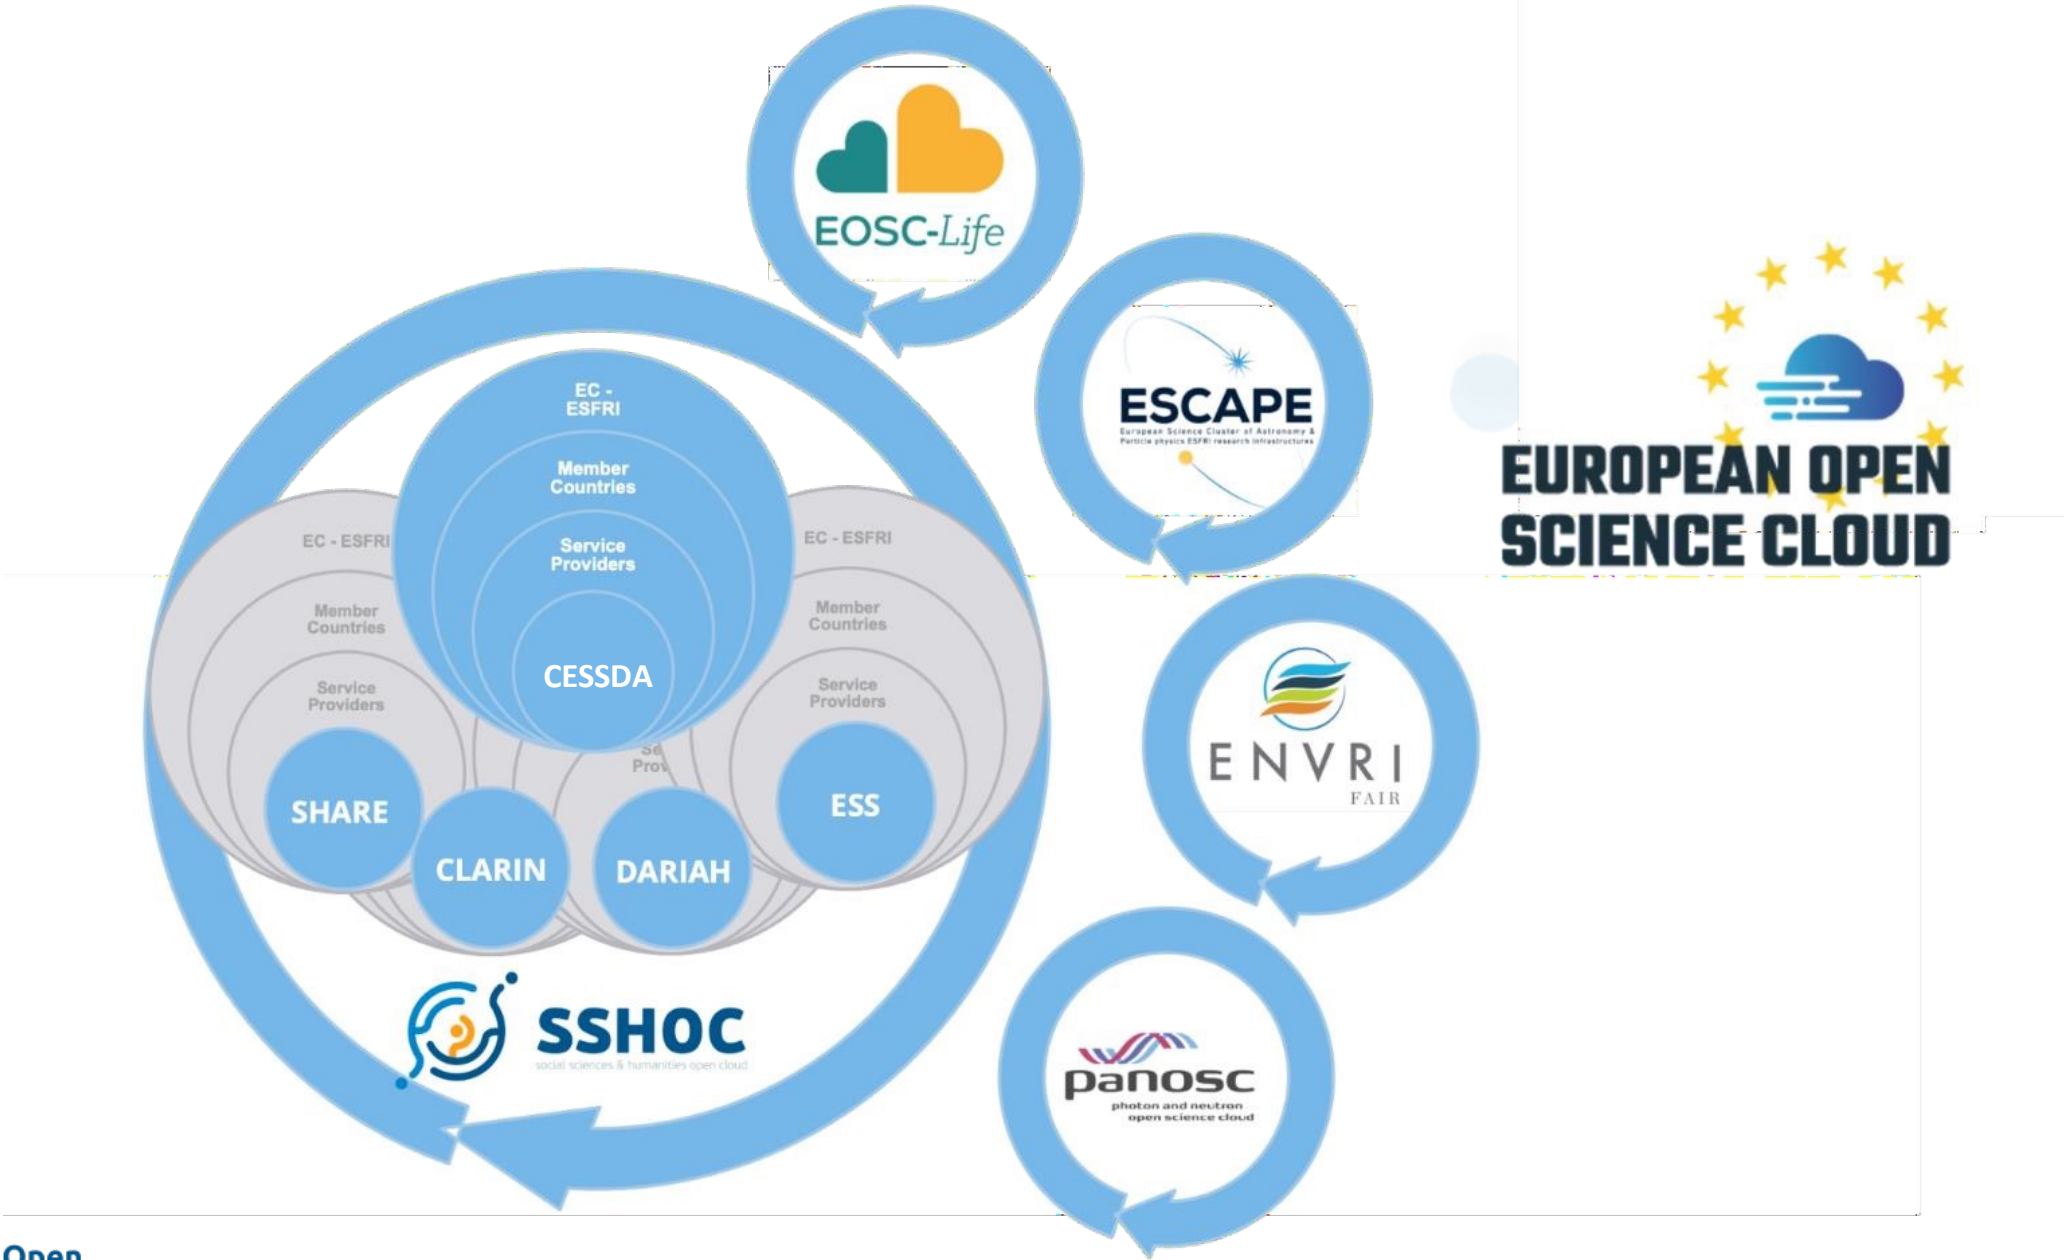 EOSC-Life
ESCAPE
European Science Cluster of Astronomy &
Particle physics ESFRI research infrastructures
EUROPEAN OPEN
SCIENCE CLOUD
EC -
ESFRI
Member
Countries
Service
Providers
CESSDA
EC - ESFRI
Member
Countries
Service
Providers
SHARE
EC - ESFRI
Member
Countries
Service
Providers
ESS
Se
Prov
CLARIN
DARIAH
ENVRI
FAIR
SSHOC
social sciences & humanities open cloud
panosc
photon and neutron
open science cloud
Open